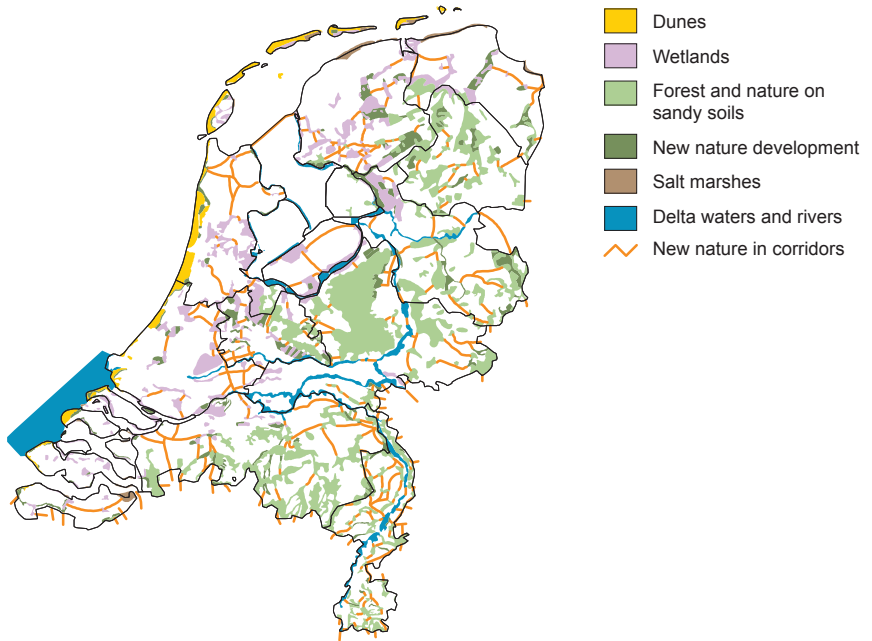 Dunes
Wetlands
Forest and nature on
sandy soils
New nature development
Salt marshes
Delta waters and rivers
New nature in corridors